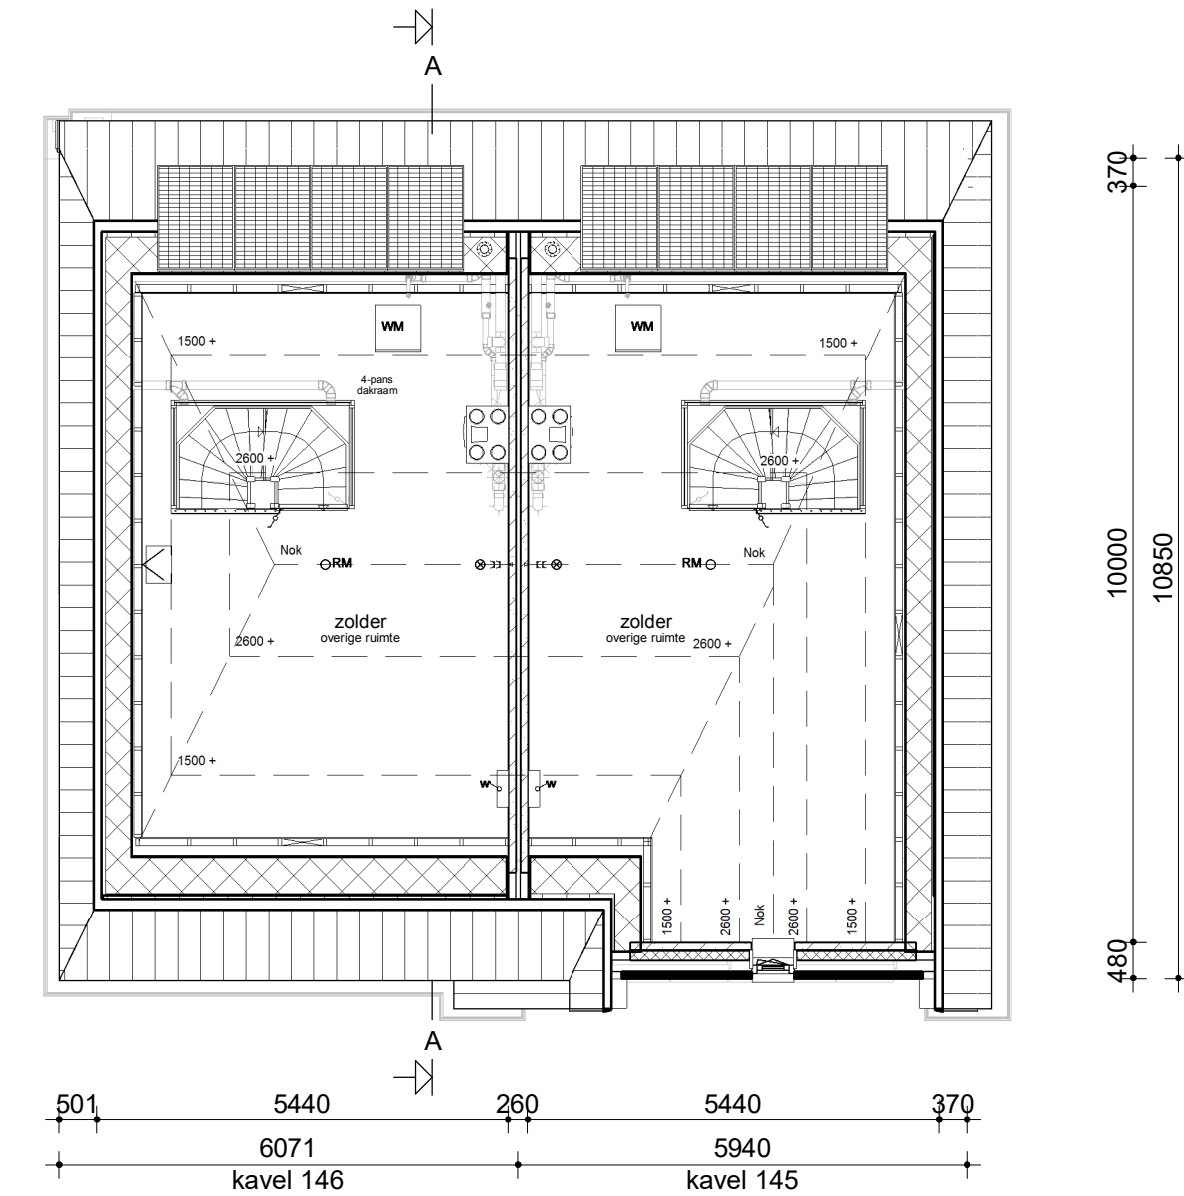 A
370
WM
WM
1500 +
1500 +
4-pans
dakraam
2600 +
2600 +
10000
10850
Nok
RM
RM
Nok
zolder
overige ruimte
zolder
overige ruimte
2600 +
2600 +
1500 +
w
w
1500 +
2600 +
Nok
2600 +
1500 +
480
A
501
5440
260
5440
370
6071
5940
kavel 146
kavel 145